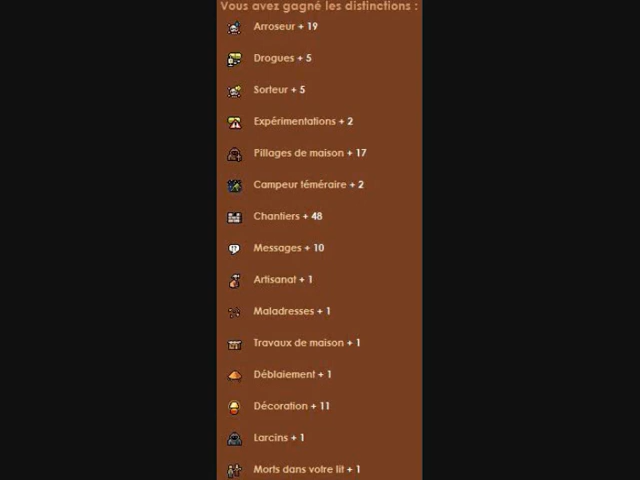 Vous avez gagné les distinctions :
Arroseur + 19
Drogues + 5
Sorteur + 5
Expérimentations + 2
Pillages de maison + 17
Campeur téméraire + 2
Chantiers + 48
Messages + 10
Artisanat + 1
Maladresses + 1
Travaux de maison + 1
Déblaiement + 1
Décoration + 11
Larcins + 1
Morts dans votre lit + 1